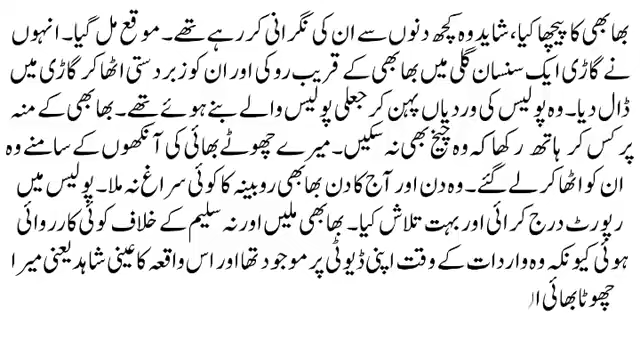 بھابھی کا پیچھا کیا، شاید وہ کچھ دنوں سے ان کی نگرانی کر رہے تھے۔ موقع مل گیا۔ انہوں
نے گاڑی ایک سنسان گلی میں بھابھی کے قریب روکی اور ان کو زبردستی اٹھا کر گاڑی میں
ڈال دیا۔ وہ پولیس کی وردیاں پہن کر جعلی پولیس والے بنے ہوئے تھے۔ بھابھی کے منہ
پر کس کر ہاتھ رکھا کہ وہ چیخ بھی نہ سکیں۔ میرے چھوٹے بھائی کی آنکھوں کے سامنے وہ
ان کو اٹھا کر لے گئے۔ وہ دن اور آج کا دن بھابھی روبینہ کا کوئی سراغ نہ ملا۔ پولیس میں
رپورٹ درج کرائی اور بہت تلاش کیا۔ بھابھی ملیں اور نہ سلیم کے خلاف کوئی کارروائی
ہوئی کیونکہ وہ واردات کے وقت اپنی ڈیوٹی پر موجود تھا اور اس واقعہ کا عینی شاہد یعنی میرا
چھوٹا بھائی